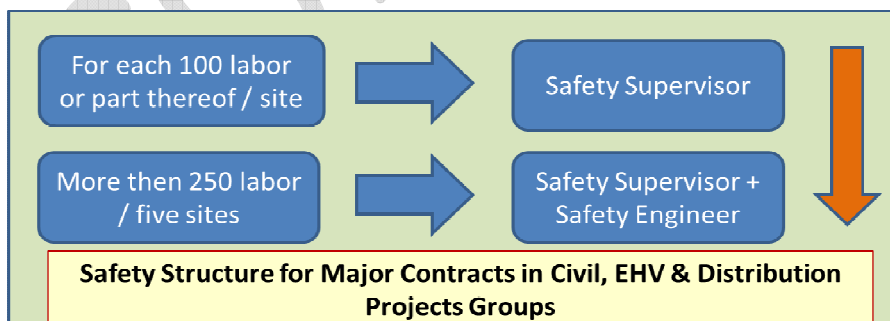 For each 100 labor
or part thereof / site
Safety Supervisor
More then 250 labor
/ five sites
Safety Supervisor +
Safety Engineer
Safety Structure for Major Contracts in Civil, EHV & Distribution
Projects Groups